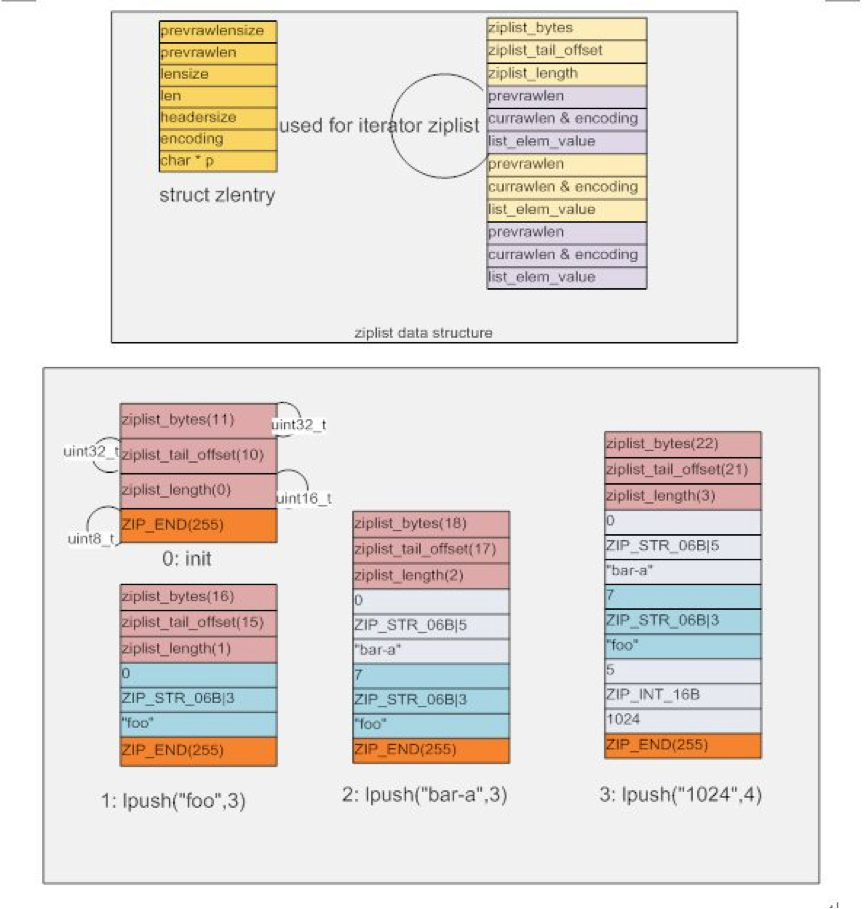 prevrawlensize
prevrawlen
lensize
len
headersize
encoding
char * p
struct zlentry
used for iterator ziplist
ziplist_bytes
ziplist_tail_offset
ziplist_length
prevrawlen
currawlen & encoding
list_elem_value
prevrawlen
currawlen & encoding
list_elem_value
prevrawlen
currawlen & encoding
list_elem_value
ziplist data structure
ziplist_bytes(11)
uint32_t
uint32_t
ziplist_tail_offset(10)
ziplist_length(0)
uint16_t
uint8_t
ZIP_END(255)
0: init
ziplist_bytes(16)
ziplist_tail_offset(15)
ziplist_length(1)
0
ZIP_STR_06B|3
"foo"
ZIP_END(255)
1: lpush("foo",3)
ziplist_bytes(18)
ziplist_tail_offset(17)
ziplist_length(2)
0
ZIP_STR_06B|5
"bar-a"
7
ZIP_STR_06B|3
"foo"
ZIP_END(255)
2: lpush("bar-a",3)
ziplist_bytes(22)
ziplist_tail_offset(21)
ziplist_length(3)
0
ZIP_STR_06B|5
"bar-a"
7
ZIP_STR_06B|3
"foo"
5
ZIP_INT_16B
1024
ZIP_END(255)
3: lpush("1024",4)